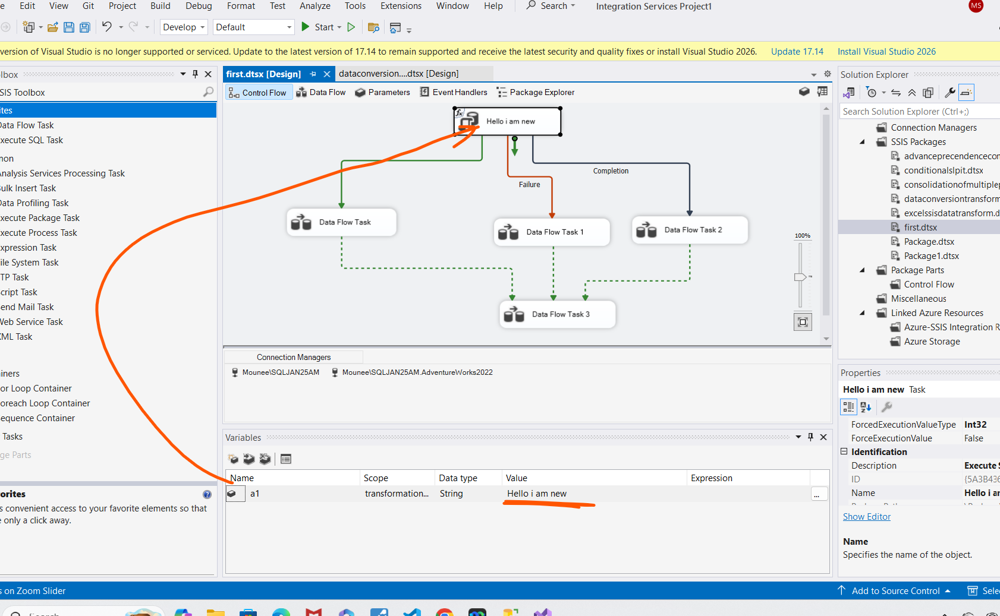 e Edit View Git Project Build Debug Format Test Analyze Tools Extensions Window Help Search Integration Services Project1 MS
Develop Default Start
version of Visual Studio is no longer supported or serviced. Update to the latest version of 17.14 to remain supported and receive the latest security and quality fixes or install Visual Studio 2026. Update 17.14 Install Visual Studio 2026
lbox
SIS Toolbox
ites
Data Flow Task
xecute SQL Task
mon
Analysis Services Processing Task
Bulk Insert Task
Data Profiling Task
xecute Package Task
xecute Process Task
xpression Task
ile System Task
TP Task
Script Task
Send Mail Task
Web Service Task
XML Task
iners
or Loop Container
oreach Loop Container
equence Container
Tasks
ge Parts
orites
s convenient access to your favorite elements so that
e only a click away.
first.dtsx [Design] dataconversion....dtsx [Design]
Control Flow Data Flow Parameters Event Handlers Package Explorer
fx Hello i am new
Completion
Failure
Data Flow Task
Data Flow Task 1
Data Flow Task 2
Data Flow Task 3
100%
Connection Managers
Mounee\SQLJAN25AM Mounee\SQLJAN25AM.AdventureWorks2022
Variables
Name Scope Data type Value Expression
a1 transformation... String Hello i am new ...
Solution Explorer
Search Solution Explorer (Ctrl+;)
Connection Managers
SSIS Packages
advanceprecendencecon
conditionalslpit.dtsx
consolidationofmultiplep
dataconversiontransform
excelssisdatatransform.d
first.dtsx
Package.dtsx
Package1.dtsx
Package Parts
Control Flow
Miscellaneous
Linked Azure Resources
Azure-SSIS Integration R
Azure Storage
Properties
Hello i am new Task
ForcedExecutionValueType Int32
ForceExecutionValue False
Identification
Description Execute S
ID {5A3B436
Name Hello i am
Show Editor
Name
Specifies the name of the object.
s on Zoom Slider Add to Source Control Sele
Search